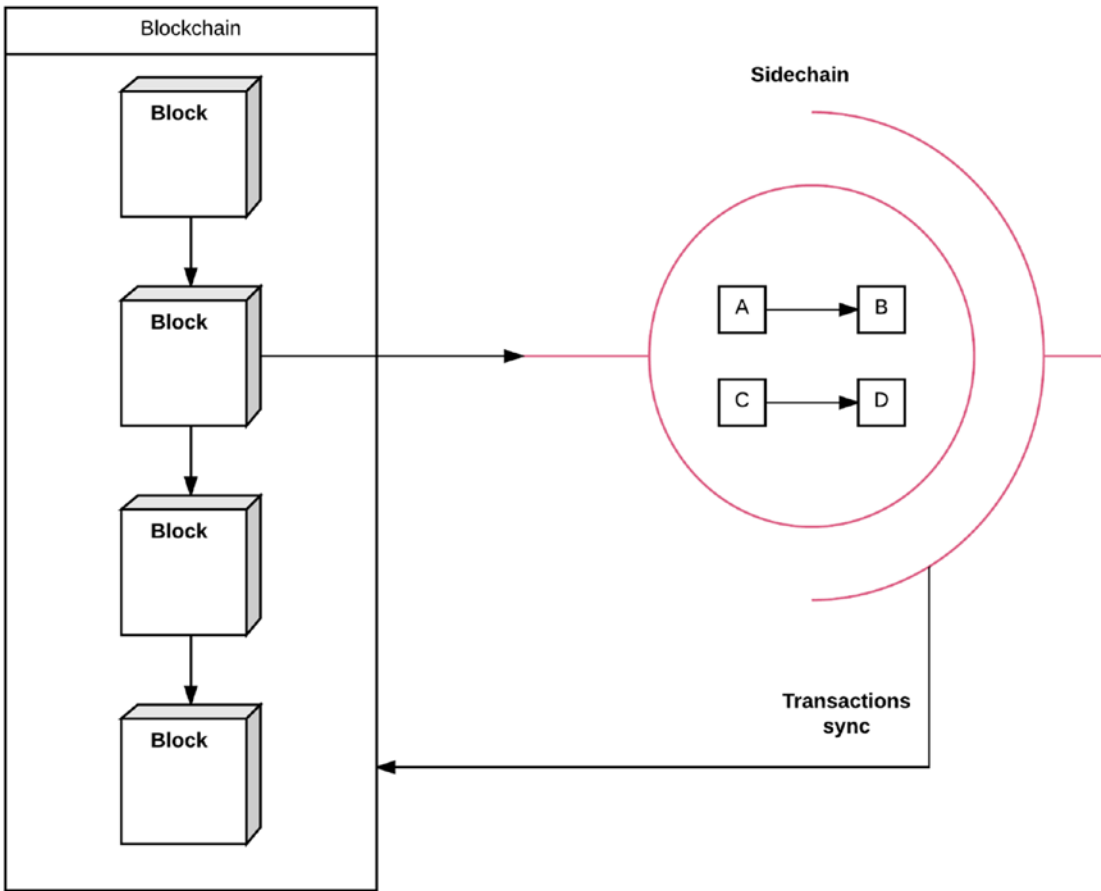 Blockchain
Block
Block
Block
Block
Sidechain
A
B
C
D
Transactions
sync